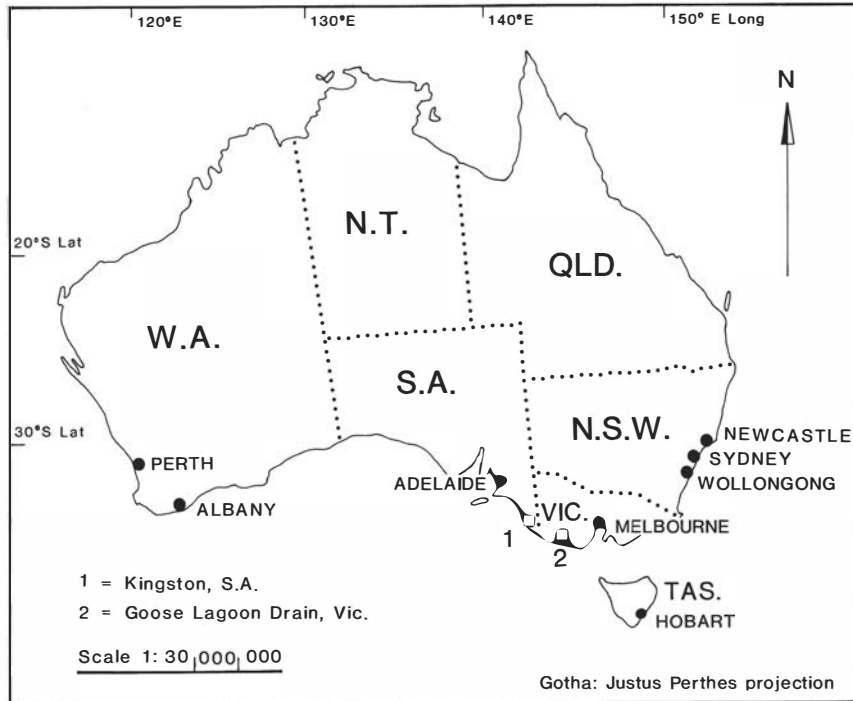 120°E
130°E
140°E
150° E Long
N
N.T.
20°S Lat
QLD.
W.A.
S.A.
30°S Lat
N.S.W.
NEWCASTLE
SYDNEY
WOLLONGONG
PERTH
ADELAIDE
ALBANY
VIC.
MELBOURNE
1
2
1 = Kingston, S.A.
2 = Goose Lagoon Drain, Vic.
TAS.
HOBART
Scale 1: 30 000 000
Gotha: Justus Perthes projection